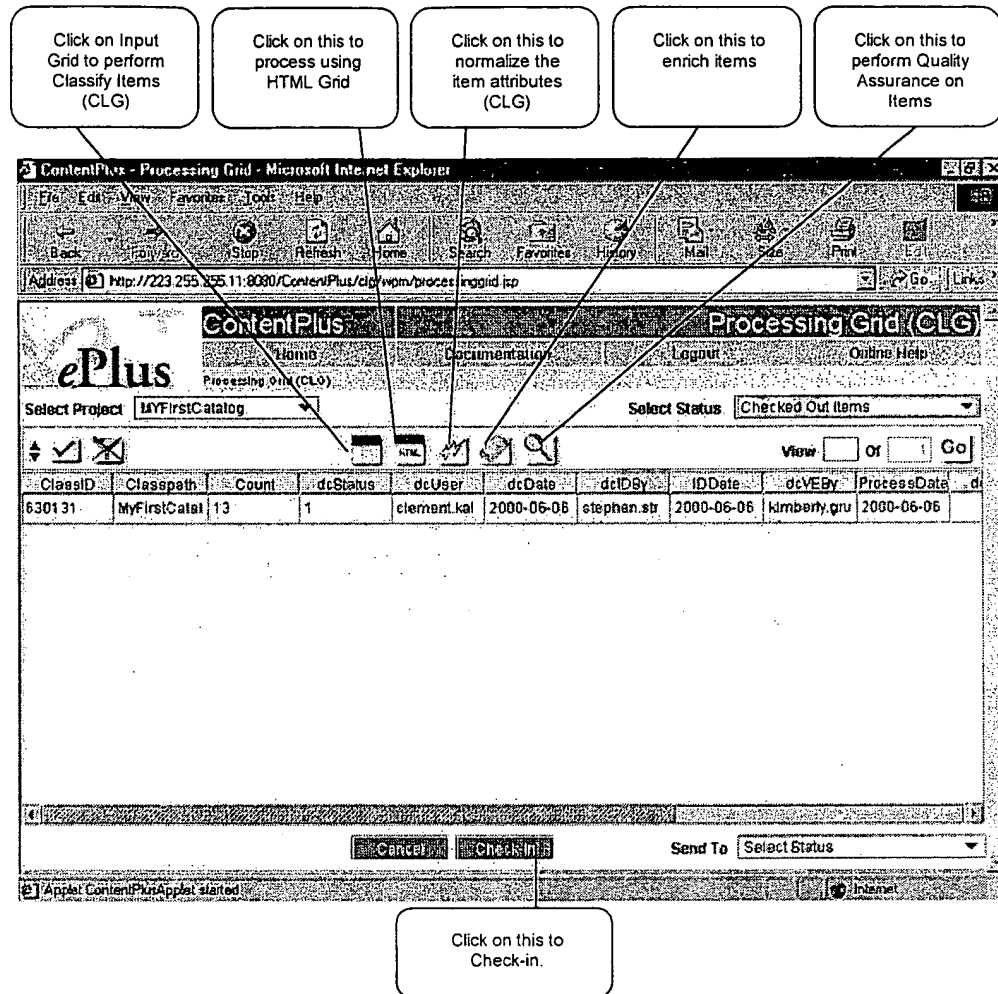 Click on Input
Grid to perform
Classify Items
(CLG)
Click on this to
process using
HTML Grid
Click on this to
normalize the
item attributes
(CLG)
Click on this to
enrich items
Click on this to
perform Quality
Assurance on
Items
ContentPlus - Processing Grid - Microsoft Internet Explorer
File Edit View Favorites Tools Help
Back Forward Stop Refresh Home Search Favorites History Mail Size Print Edit
Address http://223.255.255.11:8080/ContentPlus/clg/wpm/processinggrid.jsp Go Links
ContentPlus Processing Grid (CLG)
Home Documentation Logout Online Help
ePlus
Processing Grid (CLG)
Select Project MYFirstCatalog Select Status Checked Out Items
HTML View Of 1 Go
ClassID Classpath Count dcStatus dcUser dcDate dcIDBy IDDate dcVEBy ProcessDate
630131 MyFirstCatal 13 1 clement.kal 2000-06-06 stephan.str 2000-06-06 kimberly.gru 2000-06-06
Cancel Check-In Send To Select Status
Applet ContentPlusApplet started Internet
Click on this to
Check-in.